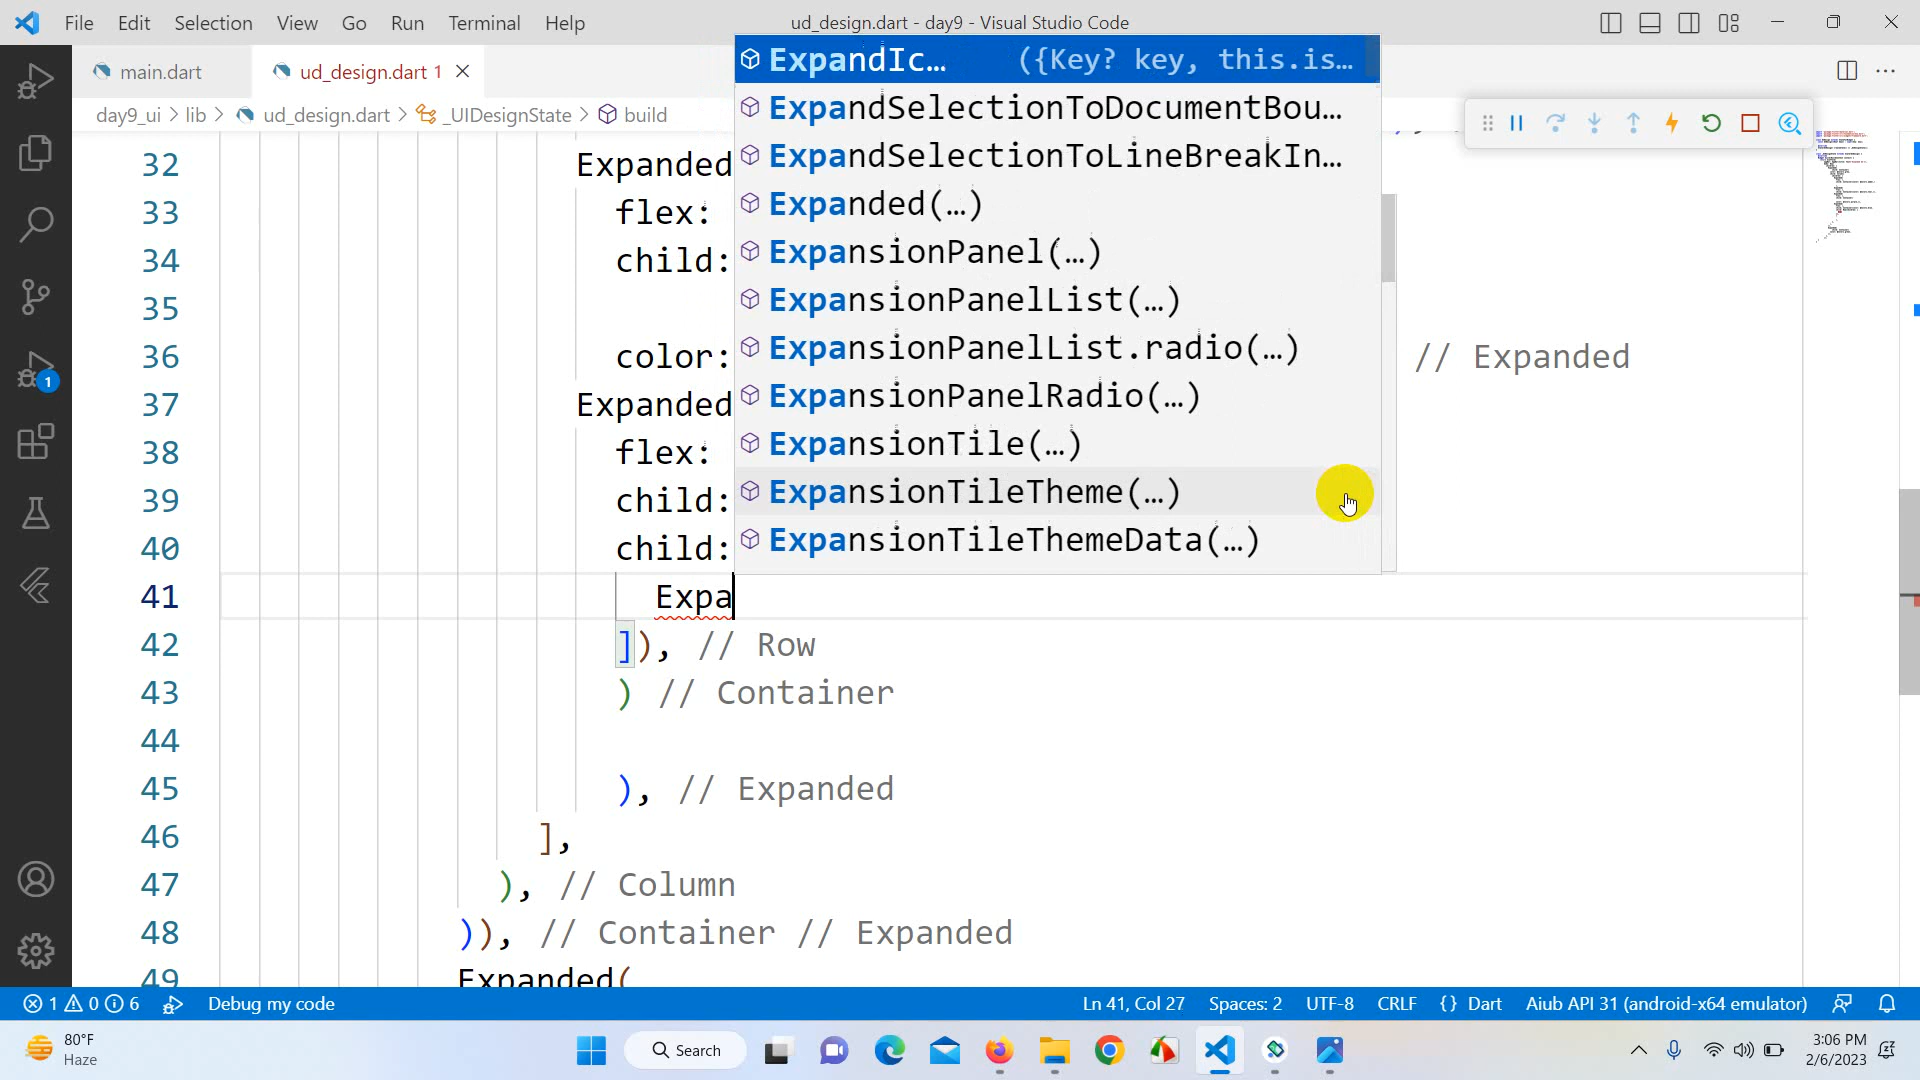 File Edit Selection View Go Run Terminal Help
ud_design.dart - day9 - Visual Studio Code
main.dart
ud_design.dart 1
day9_ui > lib > ud_design.dart > _UIDesignState > build
ExpandIc… ({Key? key, this.is…
ExpandSelectionToDocumentBou…
ExpandSelectionToLineBreakIn…
Expanded(…)
ExpansionPanel(…)
ExpansionPanelList(…)
ExpansionPanelList.radio(…)
ExpansionPanelRadio(…)
ExpansionTile(…)
ExpansionTileTheme(…)
ExpansionTileThemeData(…)
32 Expanded
33 flex:
34 child:
35
36 color: // Expanded
37 Expanded
38 flex:
39 child:
40 child:
41 Expa
42 ]), // Row
43 ) // Container
44
45 ), // Expanded
46 ],
47 ), // Column
48 )), // Container // Expanded
49 Expanded(
1
1 0 6 Debug my code Ln 41, Col 27 Spaces: 2 UTF-8 CRLF {} Dart Aiub API 31 (android-x64 emulator)
80°F
Haze
Search
3:06 PM
2/6/2023